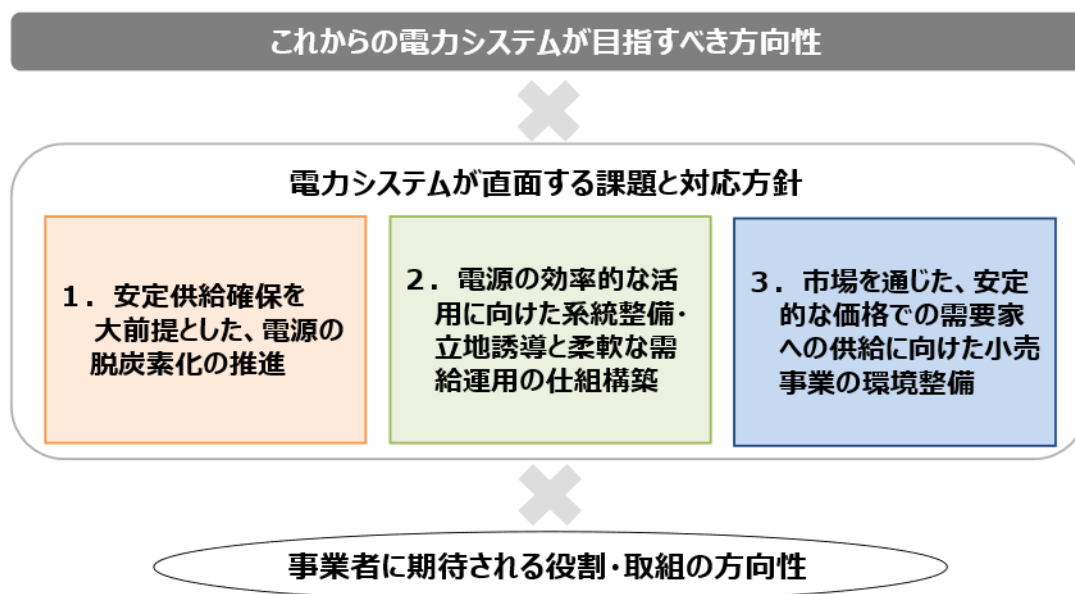 これからの電力システムが目指すべき方向性
電力システムが直面する課題と対応方針
1．安定供給確保を
大前提とした、電源の
脱炭素化の推進
2．電源の効率的な活
用に向けた系統整備・
立地誘導と柔軟な需
給運用の仕組構築
3．市場を通じた、安定
的な価格での需要家
への供給に向けた小売
事業の環境整備
事業者に期待される役割・取組の方向性